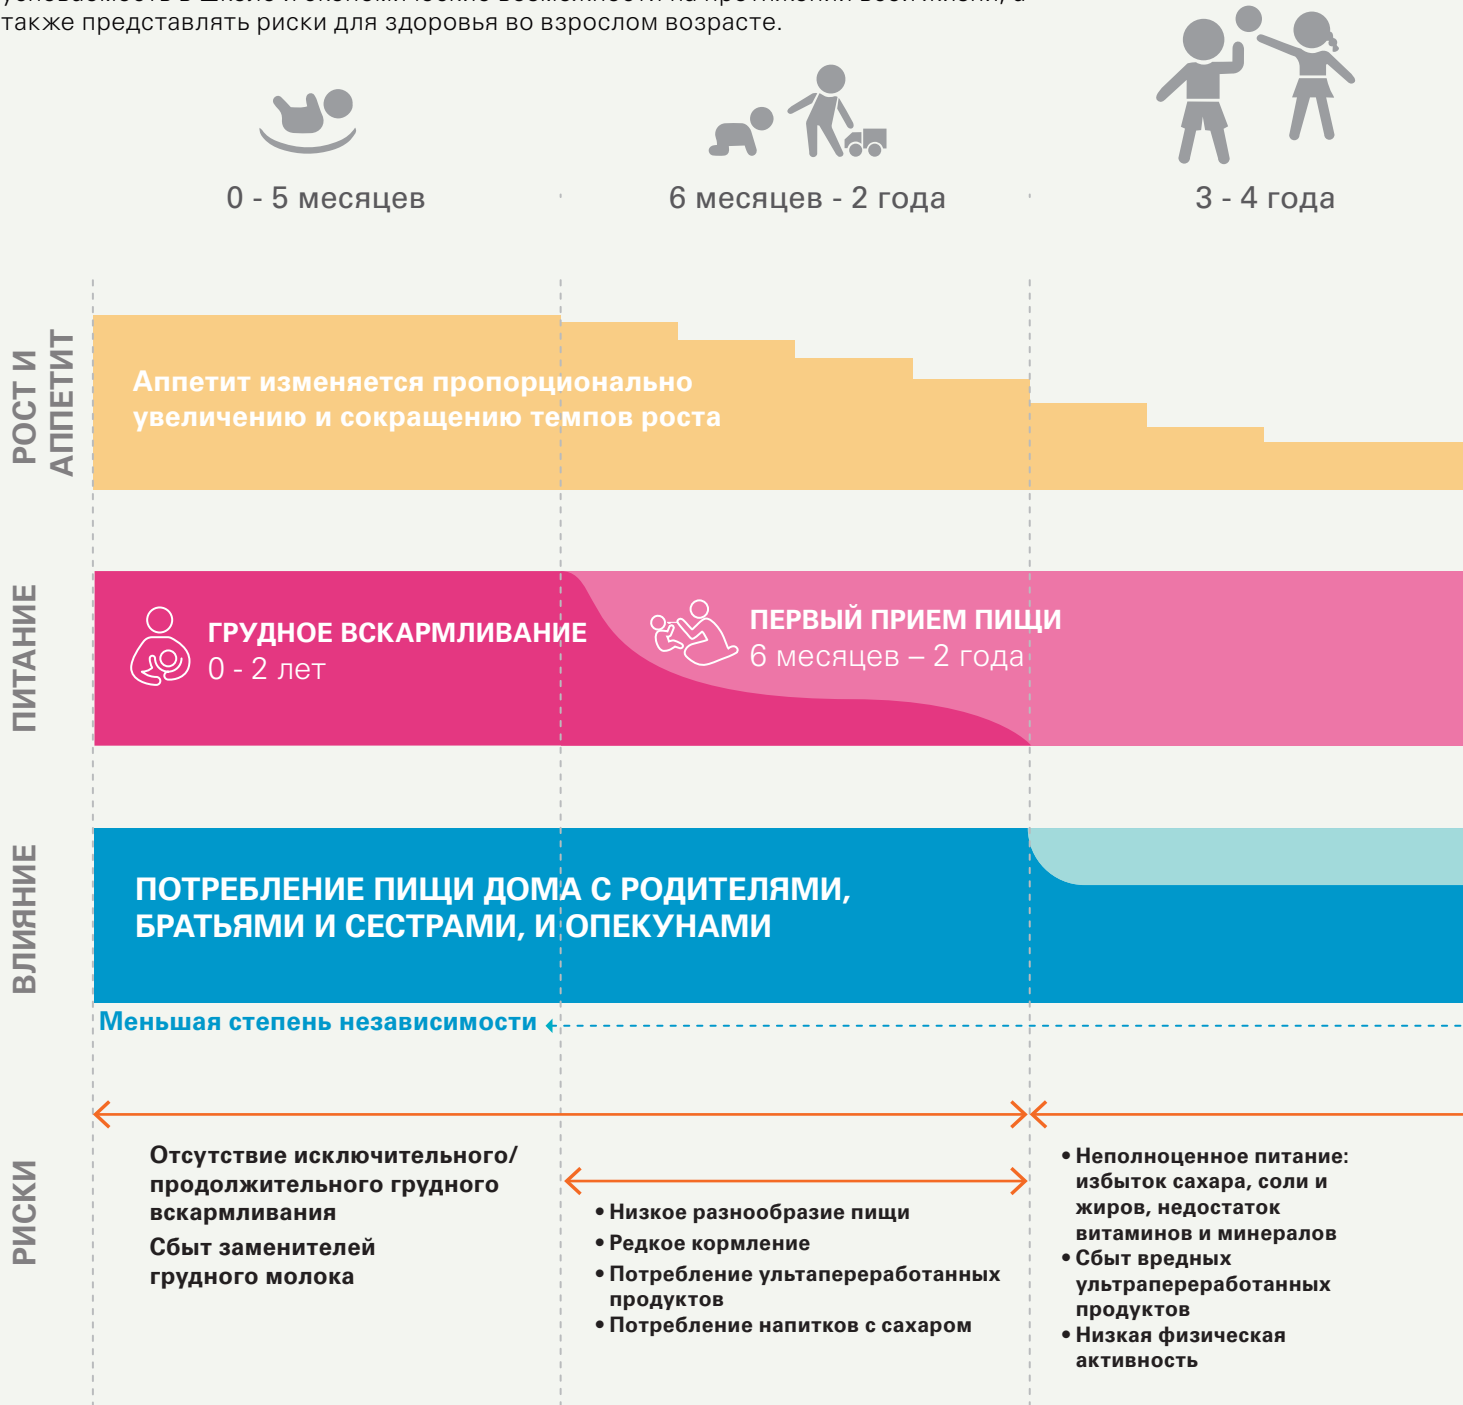 также представлять риски для здоровья во взрослом возрасте.
0 - 5 месяцев
6 месяцев - 2 года
3 - 4 года
РОСТ И
АППЕТИТ
Аппетит изменяется пропорционально
увеличению и сокращению темпов роста
ПИТАНИЕ
ГРУДНОЕ ВСКАРМЛИВАНИЕ
0 - 2 лет
ПЕРВЫЙ ПРИЕМ ПИЩИ
6 месяцев – 2 года
ВЛИЯНИЕ
ПОТРЕБЛЕНИЕ ПИЩИ ДОМА С РОДИТЕЛЯМИ,
БРАТЬЯМИ И СЕСТРАМИ, И ОПЕКУНАМИ
Меньшая степень независимости
РИСКИ
Отсутствие исключительного/
продолжительного грудного
вскармливания
Сбыт заменителей
грудного молока
• Низкое разнообразие пищи
• Редкое кормление
• Потребление ультапереработанных
продуктов
• Потребление напитков с сахаром
• Неполноценное питание:
избыток сахара, соли и
жиров, недостаток
витаминов и минералов
• Сбыт вредных
ультрапереработанных
продуктов
• Низкая физическая
активность